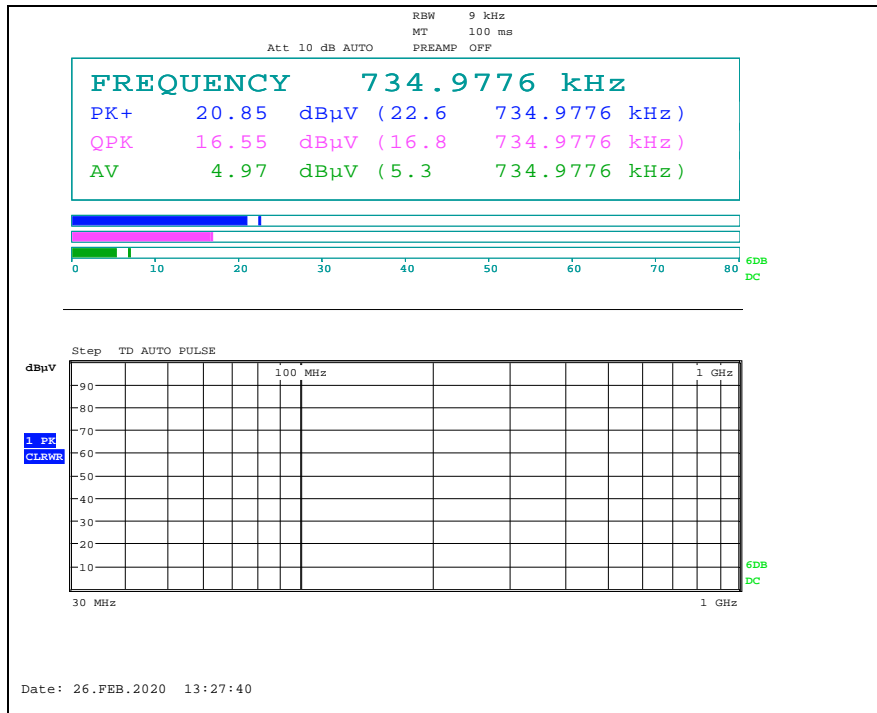 RBW 9 kHz
MT 100 ms
Att 10 dB AUTO PREAMP OFF
FREQUENCY 734.9776 kHz
PK+ 20.85 dBµV (22.6 734.9776 kHz)
QPK 16.55 dBµV (16.8 734.9776 kHz)
AV 4.97 dBµV (5.3 734.9776 kHz)
0 10 20 30 40 50 60 70 80
6DB
DC
Step TD AUTO PULSE
dBµV
100 MHz 1 GHz
90
80
70
1 PK
CLRWR
60
50
40
30
20
10
6DB
DC
30 MHz 1 GHz
Date: 26.FEB.2020 13:27:40